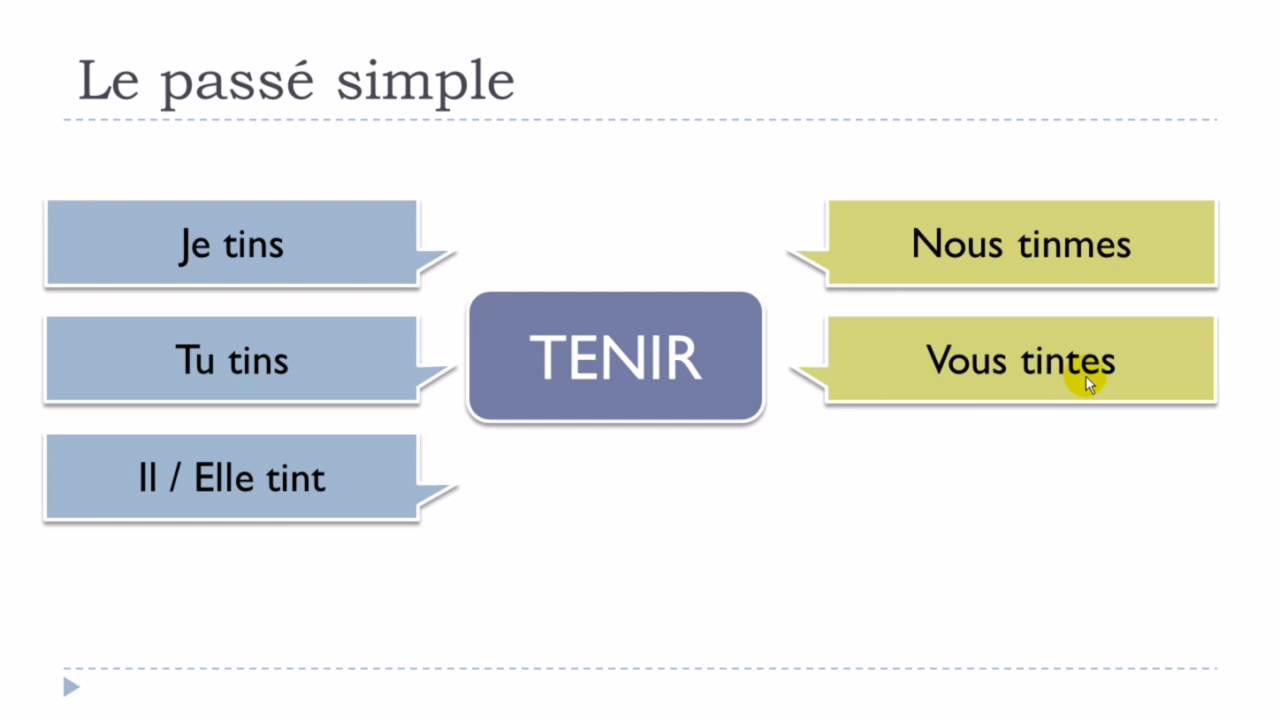 Le passé simple
Je tins
Tu tins
Il / Elle tint
TENIR
Nous tinmes
Vous tintes